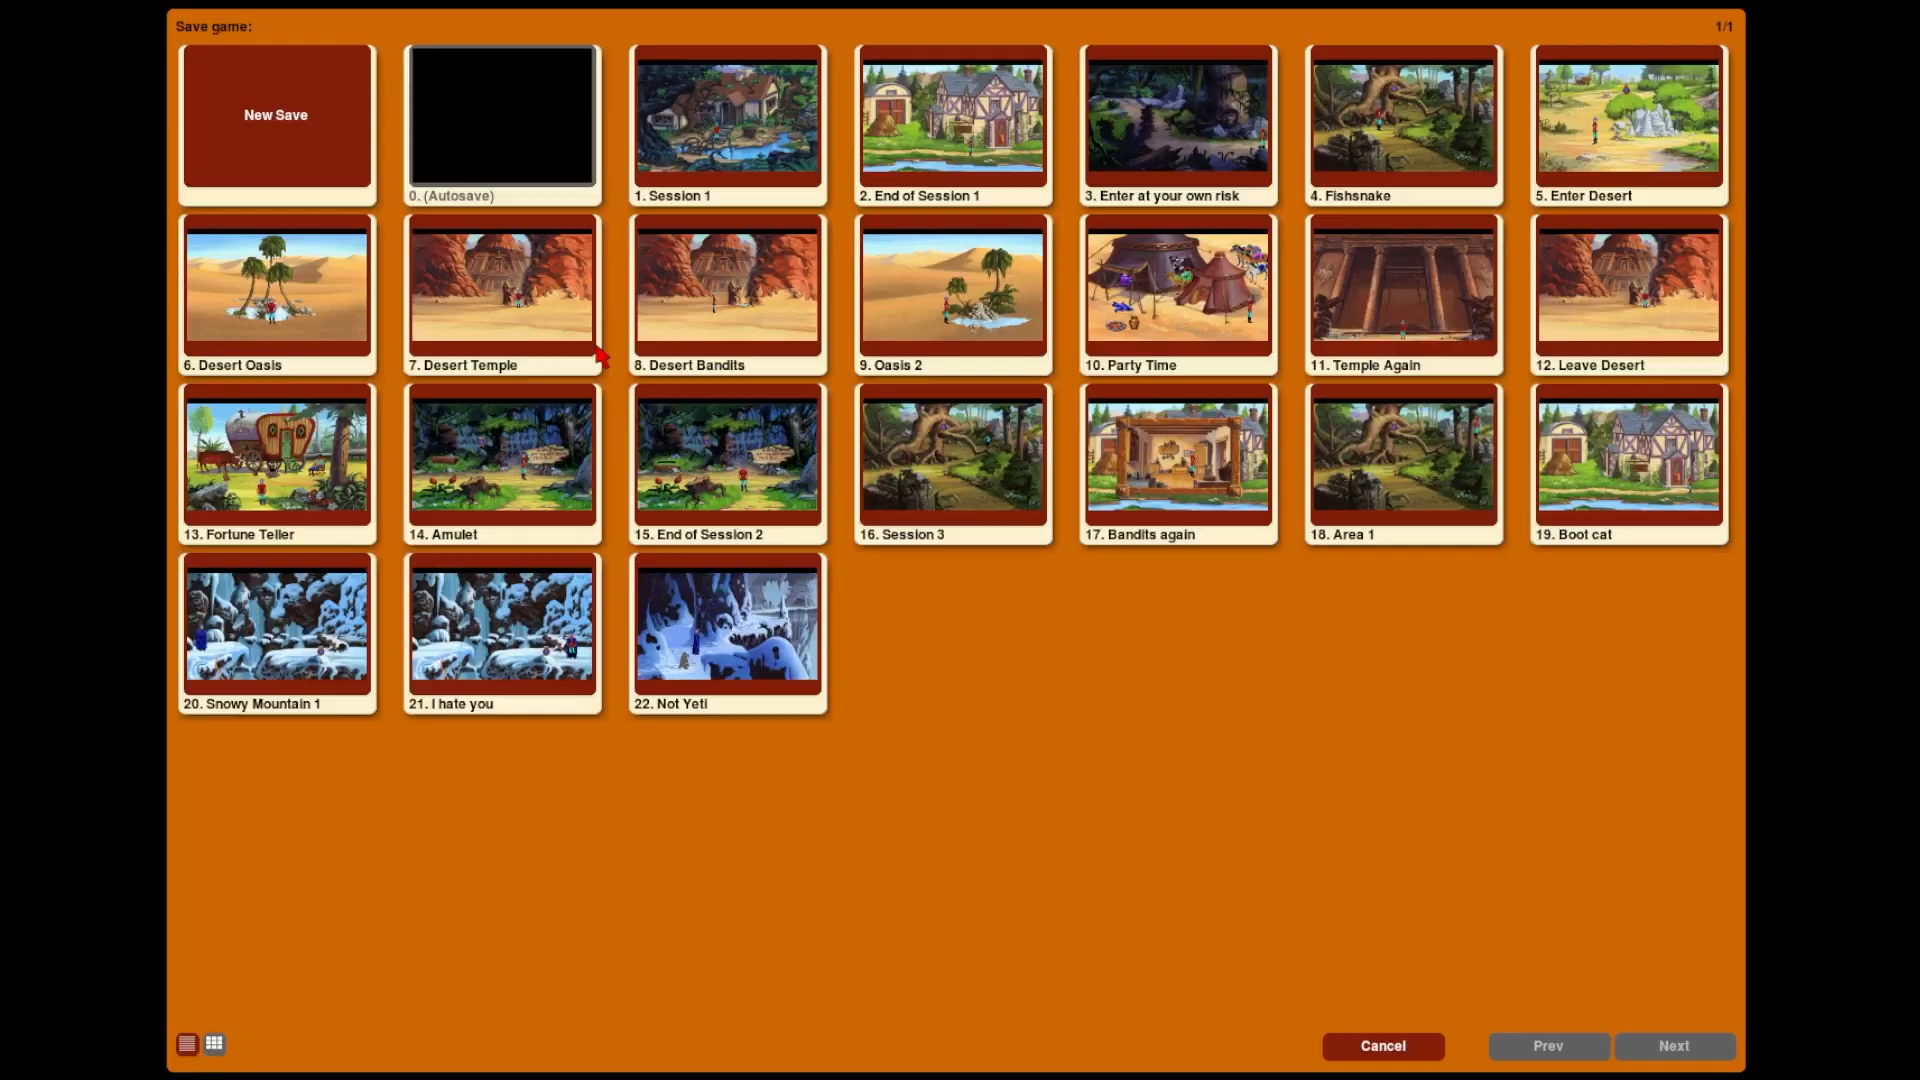 Save game:
1/1
New Save
0. (Autosave)
1. Session 1
2. End of Session 1
3. Enter at your own risk
4. Fishsnake
5. Enter Desert
6. Desert Oasis
7. Desert Temple
8. Desert Bandits
9. Oasis 2
10. Party Time
11. Temple Again
12. Leave Desert
13. Fortune Teller
14. Amulet
15. End of Session 2
16. Session 3
17. Bandits again
18. Area 1
19. Boot cat
20. Snowy Mountain 1
21. I hate you
22. Not Yeti
Cancel
Prev
Next